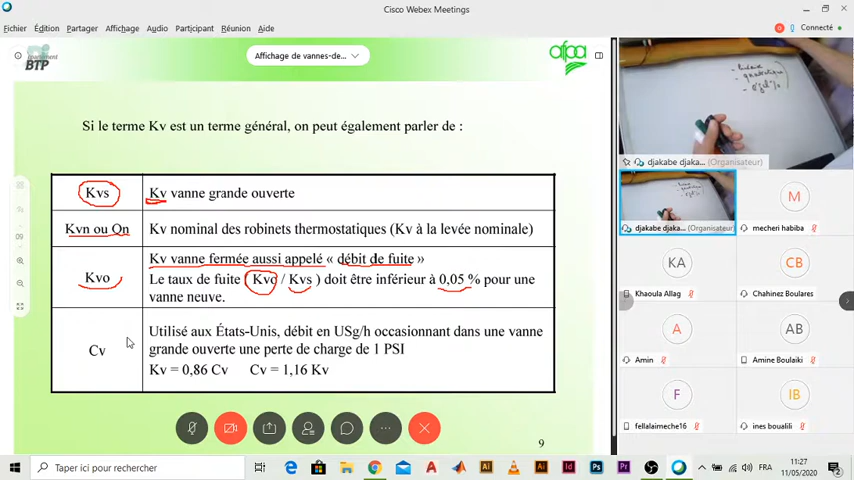 Cisco Webex Meetings
Fichier Édition Partager Affichage Audio Participant Réunion Aide
Connecté
Affichage de vannes-de...
département
BTP
afpa
Si le terme Kv est un terme général, on peut également parler de :
Kvs
Kv vanne grande ouverte
Kvn ou Qn
Kv nominal des robinets thermostatiques (Kv à la levée nominale)
Kvo
Kv vanne fermée aussi appelé « débit de fuite »
Le taux de fuite ( Kvo / Kvs ) doit être inférieur à 0,05 % pour une
vanne neuve.
Cv
Utilisé aux États-Unis, débit en USg/h occasionnant dans une vanne
grande ouverte une perte de charge de 1 PSI
Kv = 0,86 Cv Cv = 1,16 Kv
9
09
- linéaire
- quadratique
djakabe djaka... (Organisateur)
djakabe djaka... (Organisateur)
M
mecheri habiba
KA
Khaoula Allag
CB
Chahinez Boulares
A
Amin
AB
Amine Boulaiki
F
fellalaimeche16
IB
ines boualili
Taper ici pour rechercher
FRA
11:27
11/05/2020